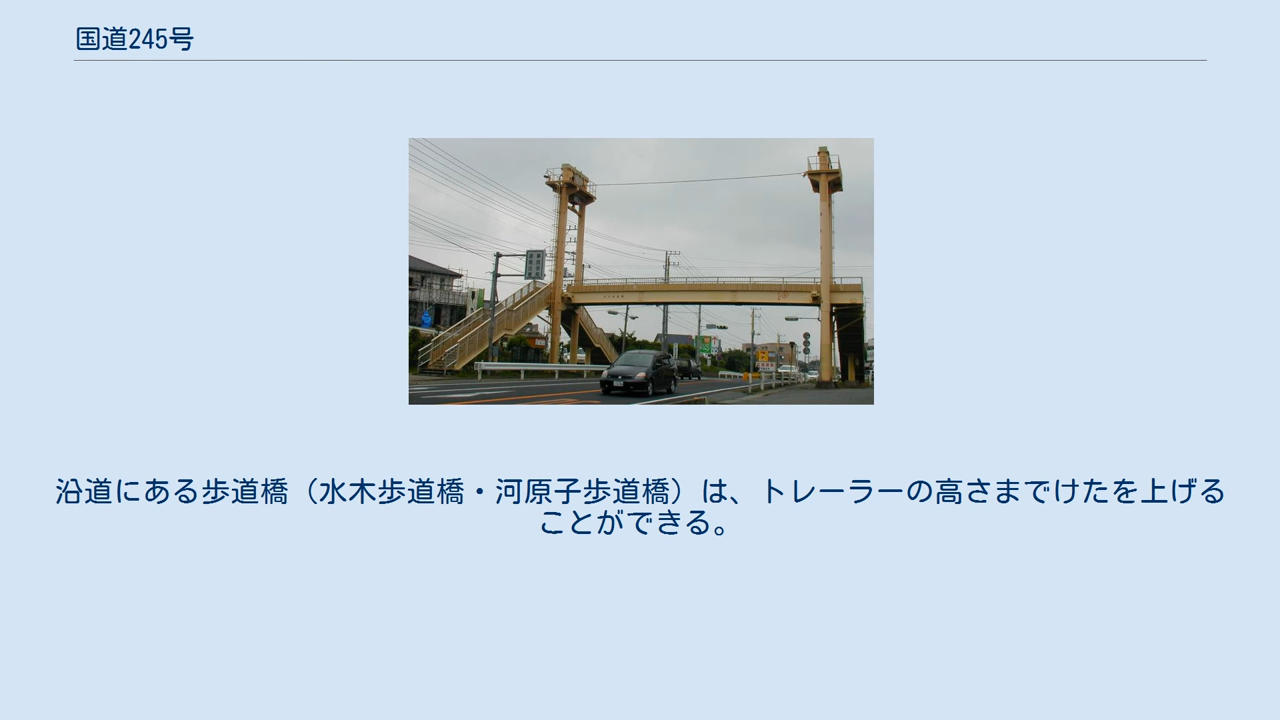 国道245号
沿道にある歩道橋（水木歩道橋・河原子歩道橋）は、トレーラーの高さまでけたを上げる
ことができる。